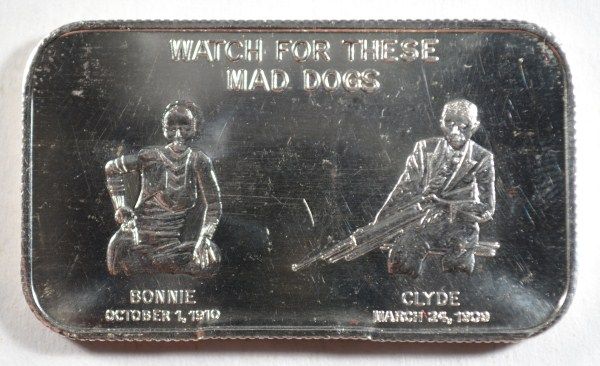 WATCH FOR THESE
MAD DOGS
BONNIE
OCTOBER 1, 1910
CLYDE
MARCH 24, 1909